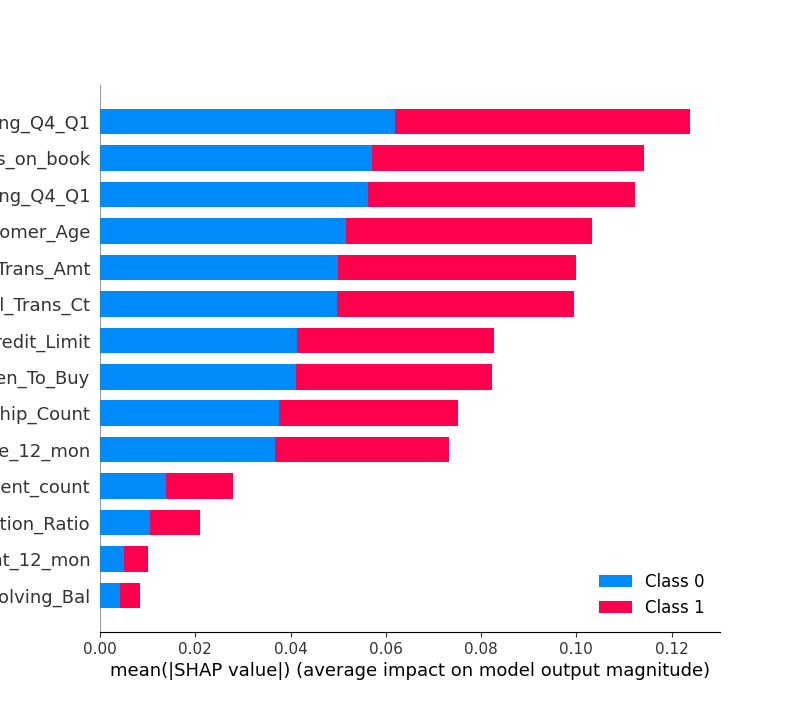 ng_Q4_Q1
s_on_book
ng_Q4_Q1
omer_Age
Trans_Amt
l_Trans_Ct
redit_Limit
en_To_Buy
hip_Count
e_12_mon
ent_count
tion_Ratio
nt_12_mon
olving_Bal
Class 0
Class 1
0.00 0.02 0.04 0.06 0.08 0.10 0.12
mean(|SHAP value|) (average impact on model output magnitude)